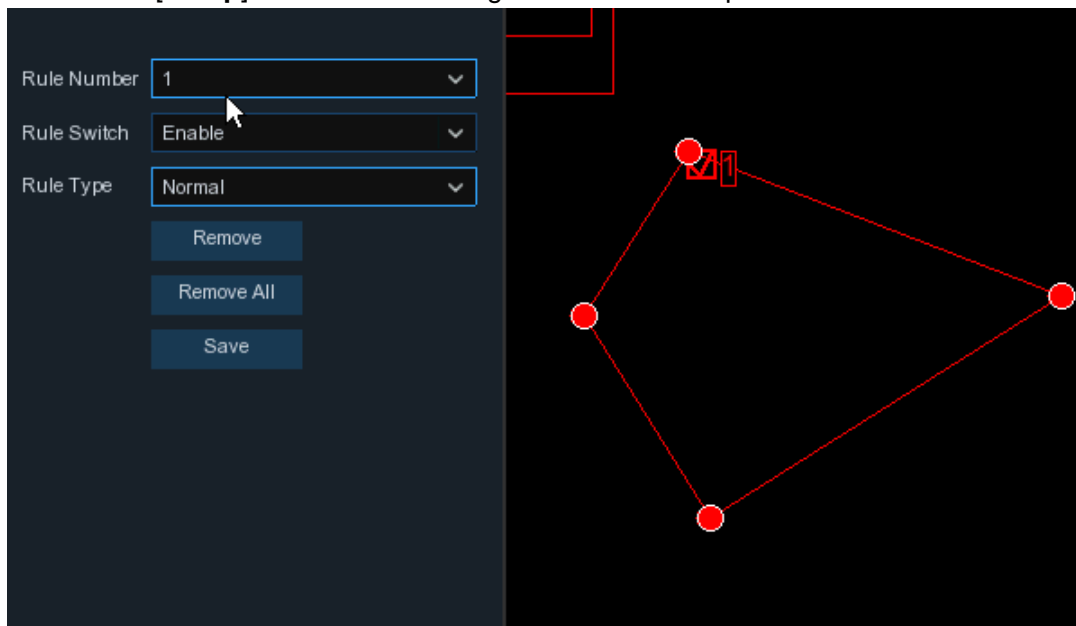 Rule Number 1
Rule Switch Enable
Rule Type Normal
Remove
Remove All
Save
1